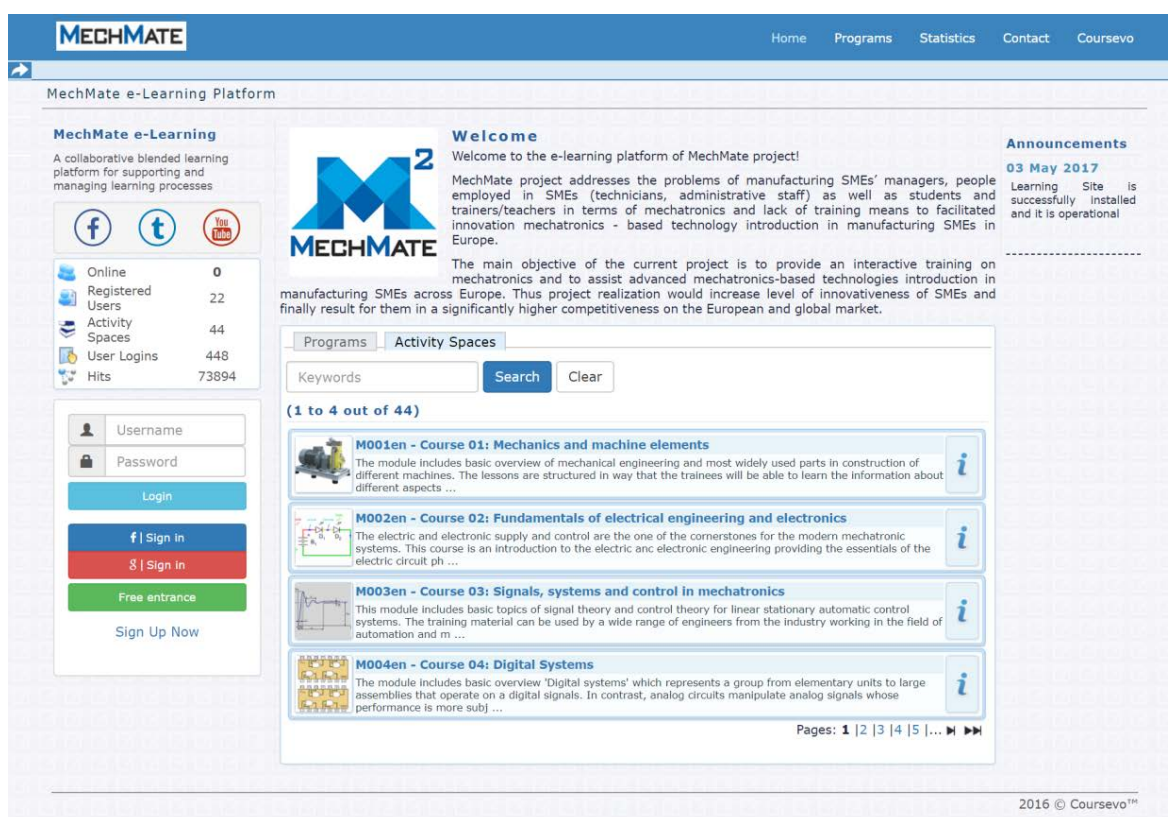 MECHMATE
Home Programs Statistics Contact Coursevo
MechMate e-Learning Platform
MechMate e-Learning
A collaborative blended learning
platform for supporting and
managing learning processes
f t You Tube
Online 0
Registered Users 22
Activity Spaces 44
User Logins 448
Hits 73894
Username
Password
Login
f | Sign in
8 | Sign in
Free entrance
Sign Up Now
M 2
MECHMATE
Welcome
Welcome to the e-learning platform of MechMate project!
MechMate project addresses the problems of manufacturing SMEs´ managers, people
employed in SMEs (technicians, administrative staff) as well as students and
trainers/teachers in terms of mechatronics and lack of training means to facilitated
innovation mechatronics - based technology introduction in manufacturing SMEs in
Europe.
The main objective of the current project is to provide an interactive training on
mechatronics and to assist advanced mechatronics-based technologies introduction in
manufacturing SMEs across Europe. Thus project realization would increase level of innovativeness of SMEs and
finally result for them in a significantly higher competitiveness on the European and global market.
Programs Activity Spaces
Keywords Search Clear
(1 to 4 out of 44)
M001en - Course 01: Mechanics and machine elements
The module includes basic overview of mechanical engineering and most widely used parts in construction of
different machines. The lessons are structured in way that the trainees will be able to learn the information about
different aspects ...
i
M002en - Course 02: Fundamentals of electrical engineering and electronics
The electric and electronic supply and control are the one of the cornerstones for the modern mechatronic
systems. This course is an introduction to the electric anc electronic engineering providing the essentials of the
electric circuit ph ...
i
M003en - Course 03: Signals, systems and control in mechatronics
This module includes basic topics of signal theory and control theory for linear stationary automatic control
systems. The training material can be used by a wide range of engineers from the industry working in the field of
automation and m ...
i
M004en - Course 04: Digital Systems
The module includes basic overview 'Digital systems' which represents a group from elementary units to large
assemblies that operate on a digital signals. In contrast, analog circuits manipulate analog signals whose
performance is more subj ...
i
Pages: 1 |2 |3 |4 |5 |...
Announcements
03 May 2017
Learning Site is
successfully installed
and it is operational
2016 © Coursevo™